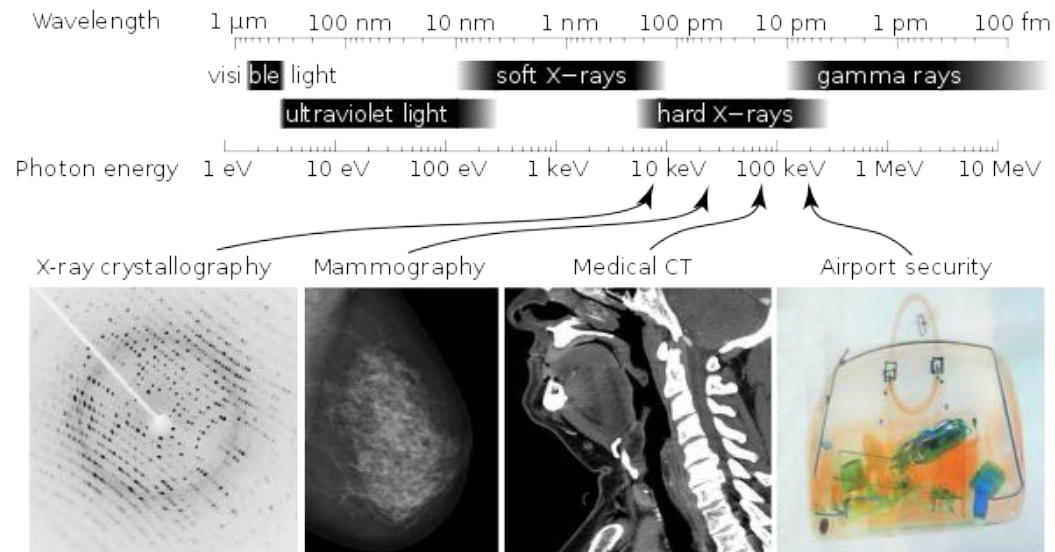 Wavelength 1 μm 100 nm 10 nm 1 nm 100 pm 10 pm 1 pm 100 fm
visible light soft X−rays gamma rays
ultraviolet light hard X−rays
Photon energy 1 eV 10 eV 100 eV 1 keV 10 keV 100 keV 1 MeV 10 MeV
X-ray crystallography Mammography Medical CT Airport security